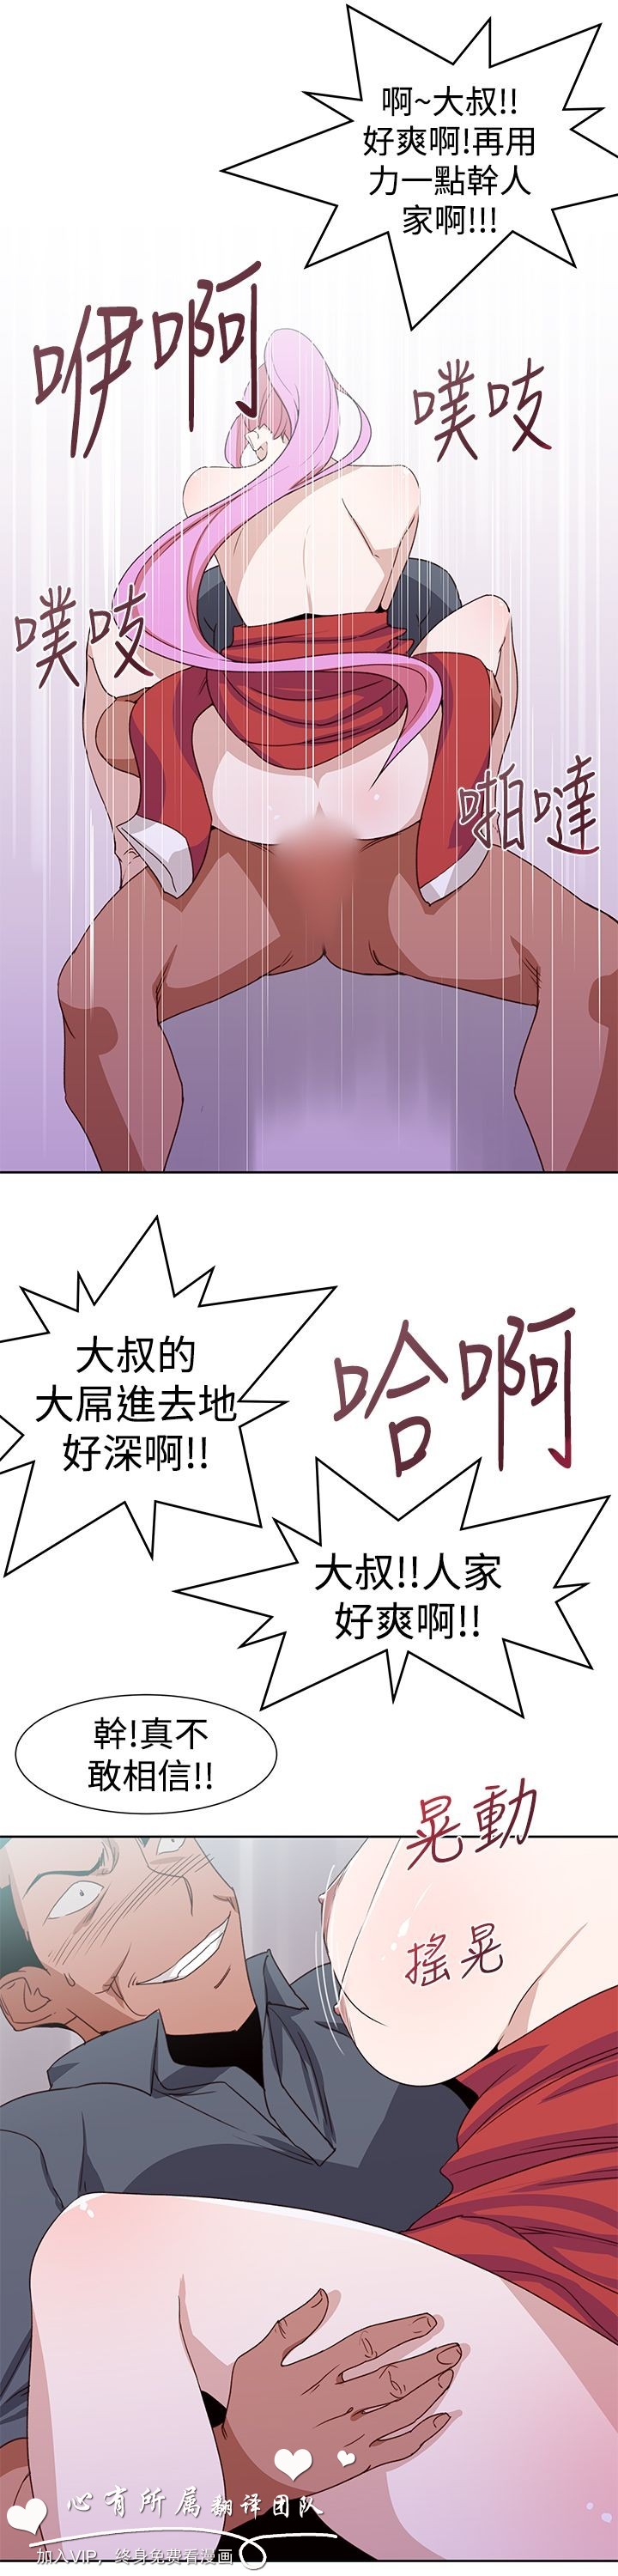 啊~大叔!!
好爽啊!再用
力一點幹人
家啊!!!
咿啊
噗吱
噗吱
啪噠
大叔的
大屌進去地
好深啊!!
哈啊
大叔!!人家
好爽啊!!
幹!真不
敢相信!!
晃動
搖晃
心有所属翻译团队
加入VIP，终身免费看漫画